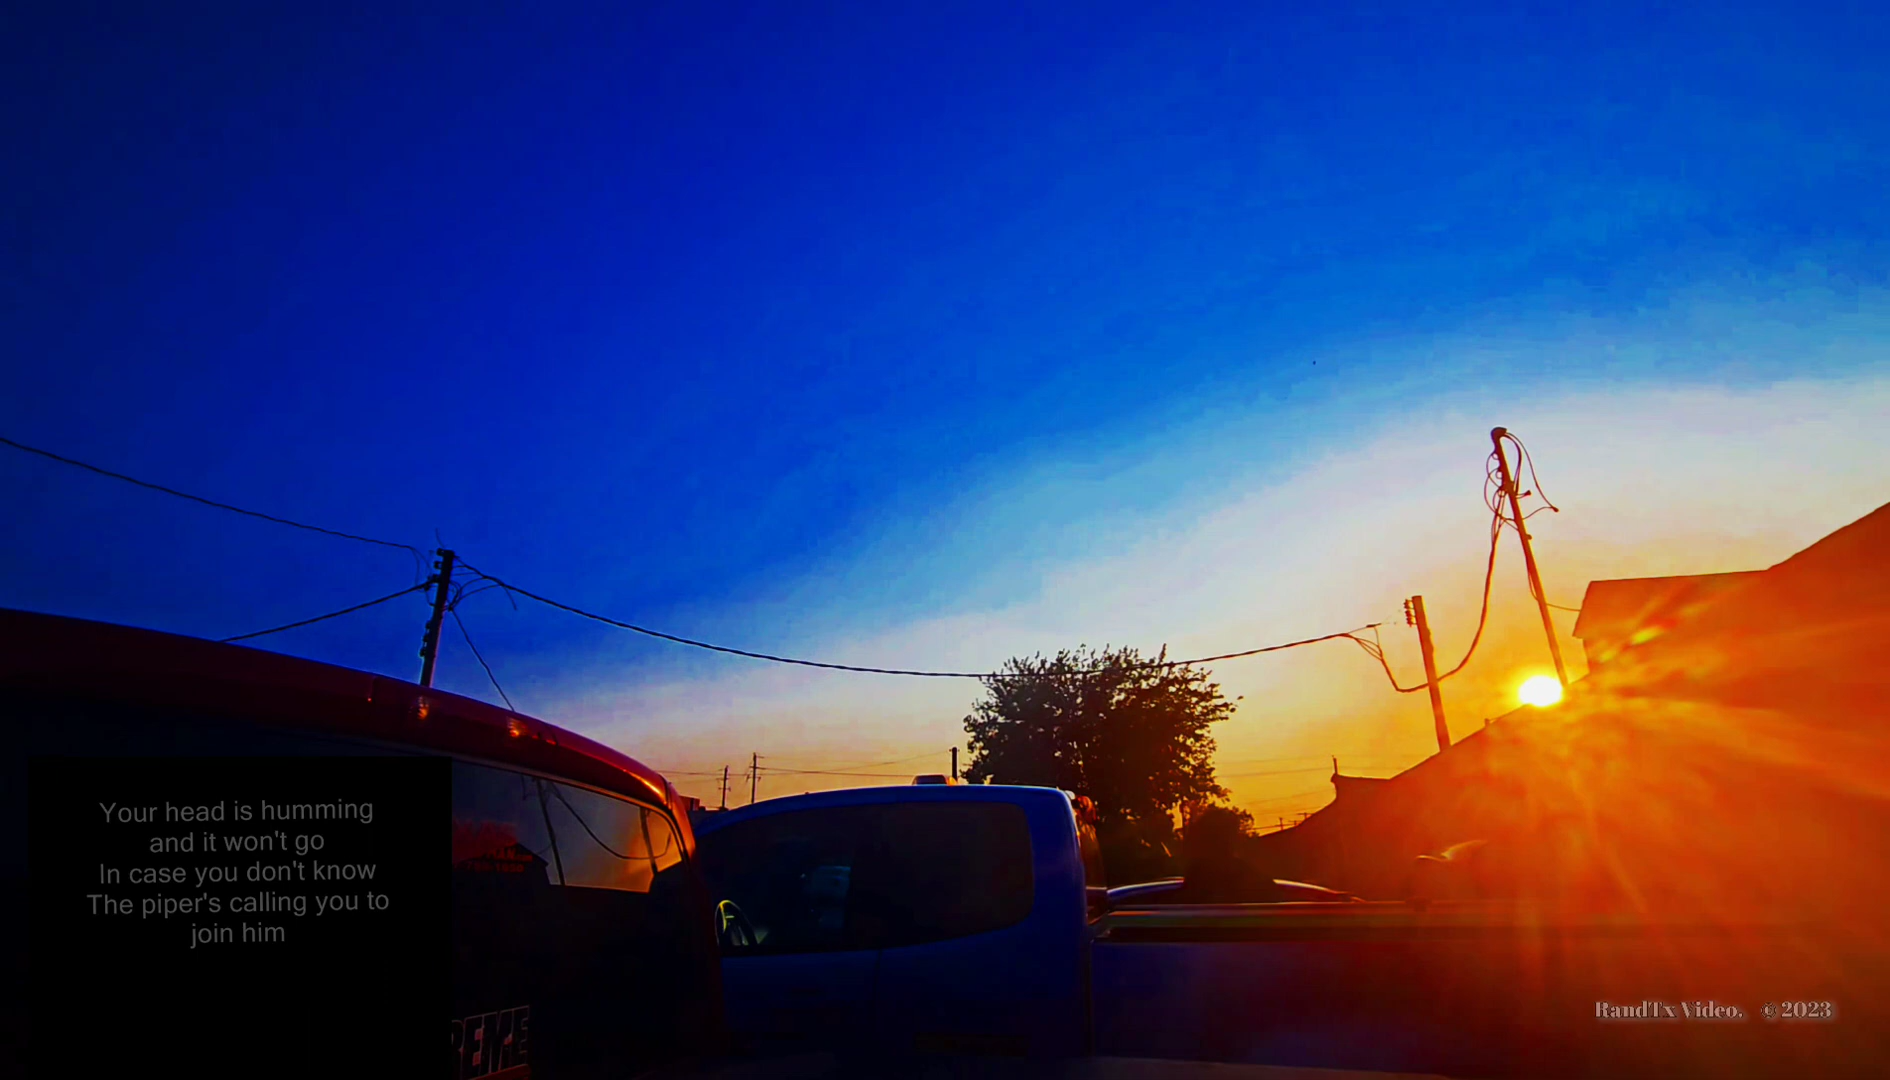 Your head is humming
and it won't go
In case you don't know
The piper's calling you to
join him
REME
RandTx Video. © 2023